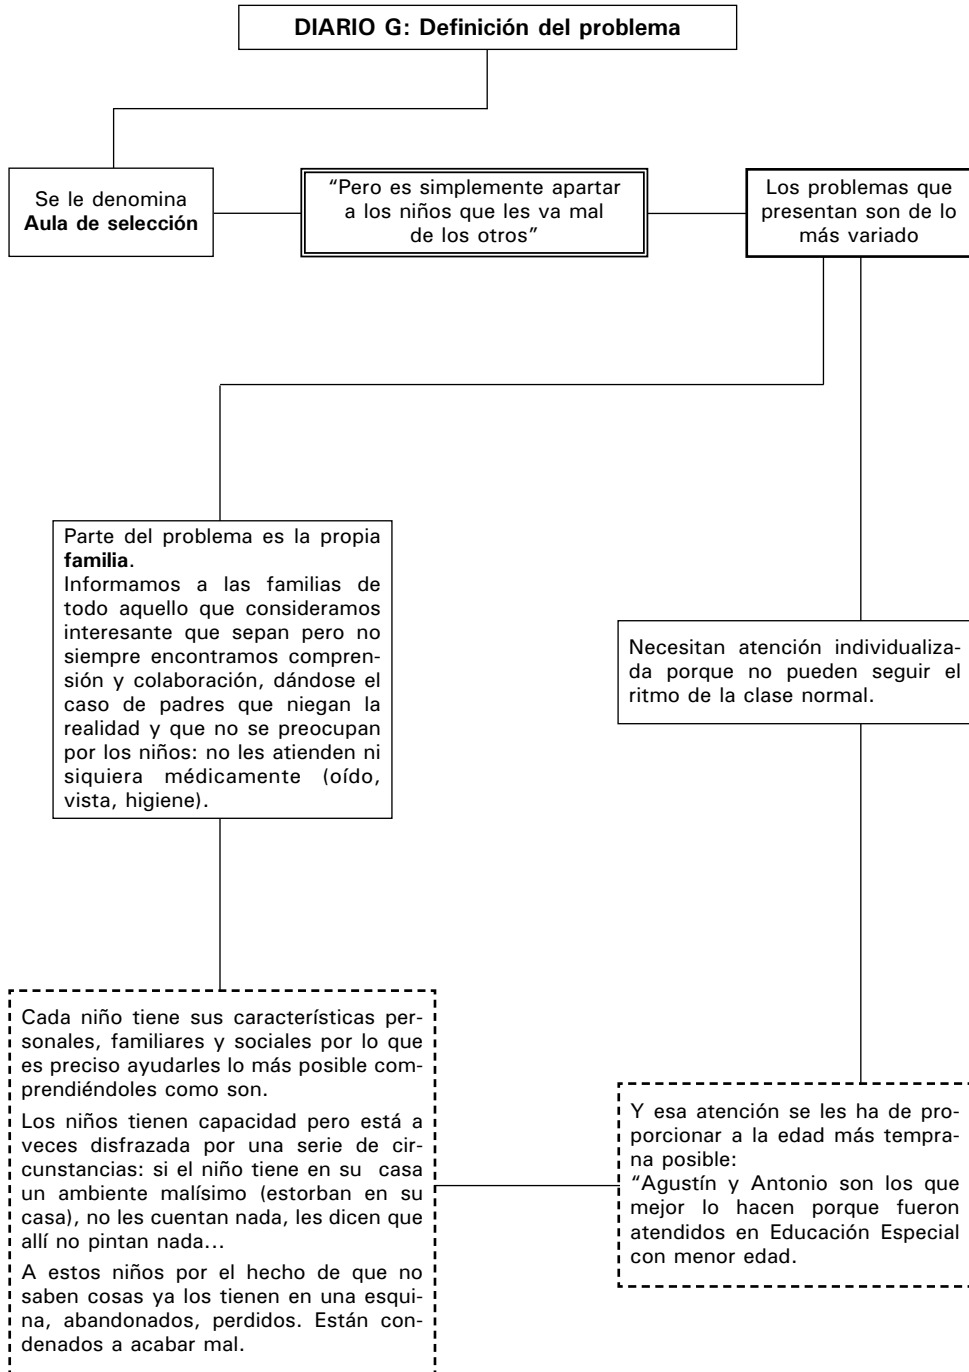 DIARIO G: Definición del problema
Se le denomina
Aula de selección
“Pero es simplemente apartar
a los niños que les va mal
de los otros”
Los problemas que
presentan son de lo
más variado
Parte del problema es la propia
familia.
Informamos a las familias de
todo aquello que consideramos
interesante que sepan pero no
siempre encontramos compren-
sión y colaboración, dándose el
caso de padres que niegan la
realidad y que no se preocupan
por los niños: no les atienden ni
siquiera médicamente (oído,
vista, higiene).
Necesitan atención individualiza-
da porque no pueden seguir el
ritmo de la clase normal.
Cada niño tiene sus características per-
sonales, familiares y sociales por lo que
es preciso ayudarles lo más posible com-
prendiéndoles como son.
Los niños tienen capacidad pero está a
veces disfrazada por una serie de cir-
cunstancias: si el niño tiene en su casa
un ambiente malísimo (estorban en su
casa), no les cuentan nada, les dicen que
allí no pintan nada...
A estos niños por el hecho de que no
saben cosas ya los tienen en una esqui-
na, abandonados, perdidos. Están con-
denados a acabar mal.
Y esa atención se les ha de pro-
porcionar a la edad más tempra-
na posible:
“Agustín y Antonio son los que
mejor lo hacen porque fueron
atendidos en Educación Especial
con menor edad.